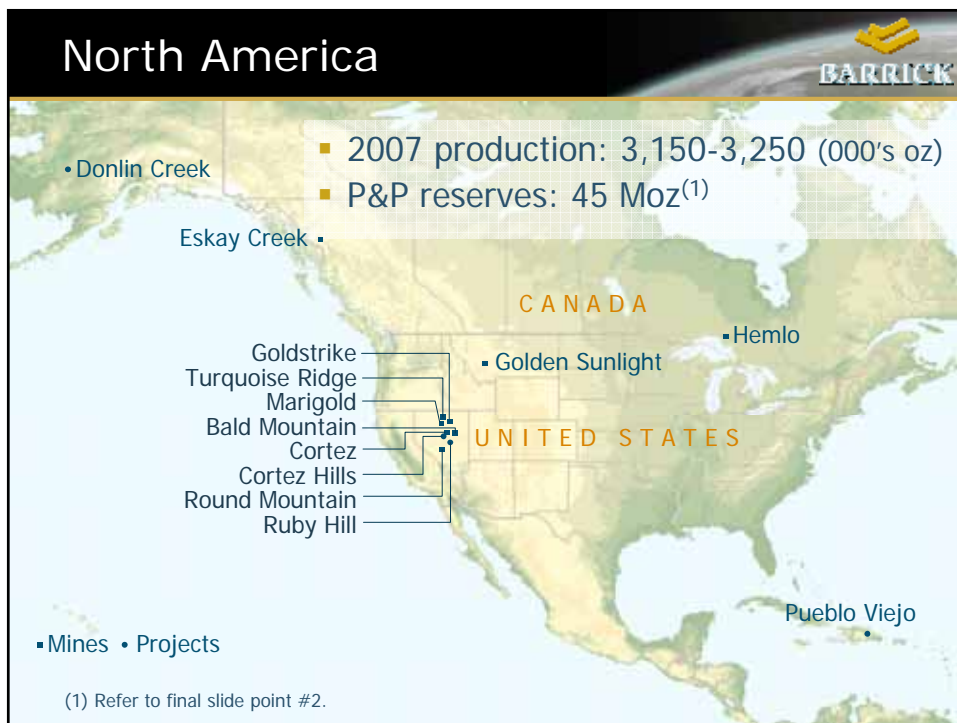 North America
BARRICK
▪ 2007 production: 3,150-3,250 (000's oz)
▪ P&P reserves: 45 Moz(1)
• Donlin Creek
Eskay Creek ▪
CANADA
▪ Hemlo
Goldstrike
▪ Golden Sunlight
Turquoise Ridge
Marigold
Bald Mountain
UNITED STATES
Cortez
Cortez Hills
Round Mountain
Ruby Hill
Pueblo Viejo
▪ Mines • Projects
(1) Refer to final slide point #2.